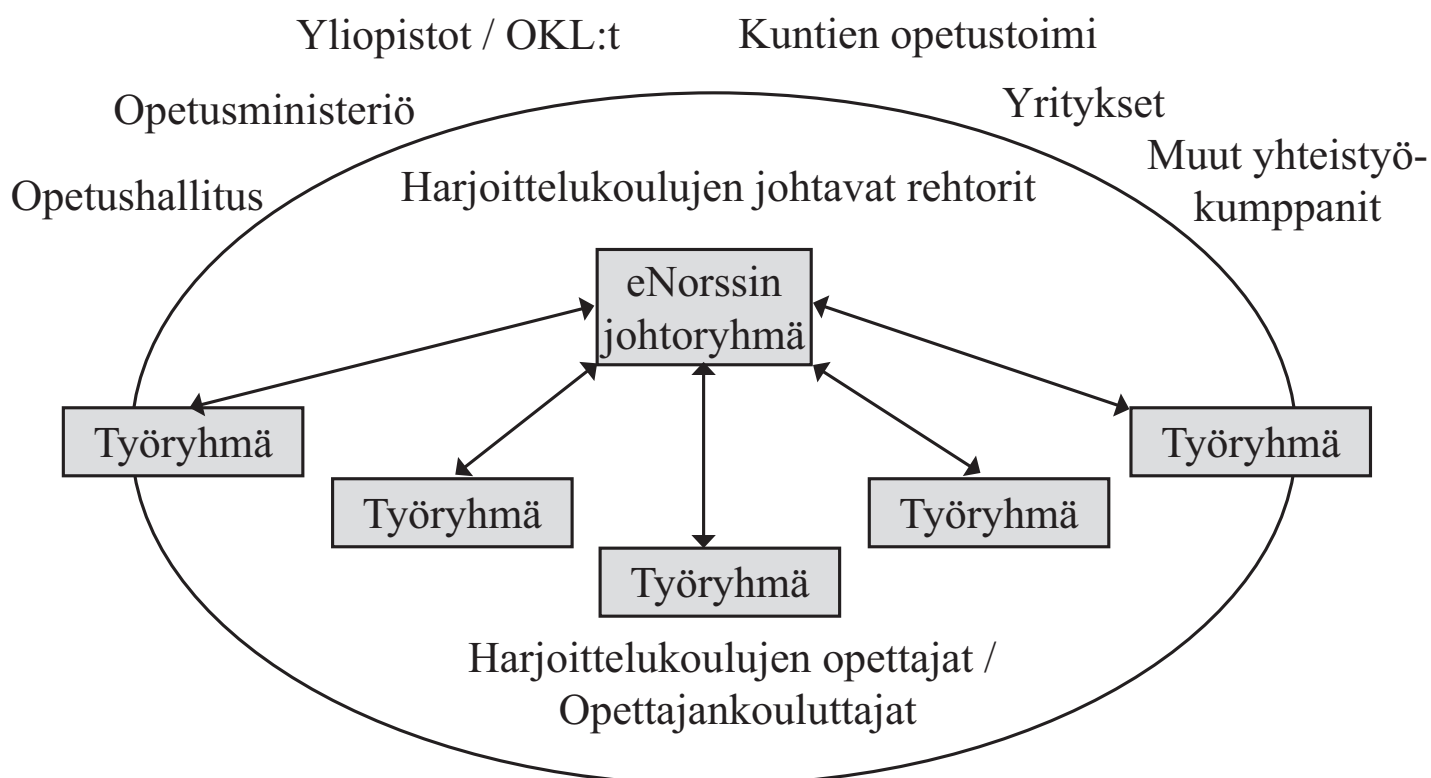 Yliopistot / OKL:t
Kuntien opetustoimi
Opetusministeriö
Yritykset
Muut yhteistyö-
kumppanit
Opetushallitus
Harjoittelukoulujen johtavat rehtorit
eNorssin
johtoryhmä
Työryhmä
Työryhmä
Työryhmä
Työryhmä
Työryhmä
Harjoittelukoulujen opettajat /
Opettajankouluttajat